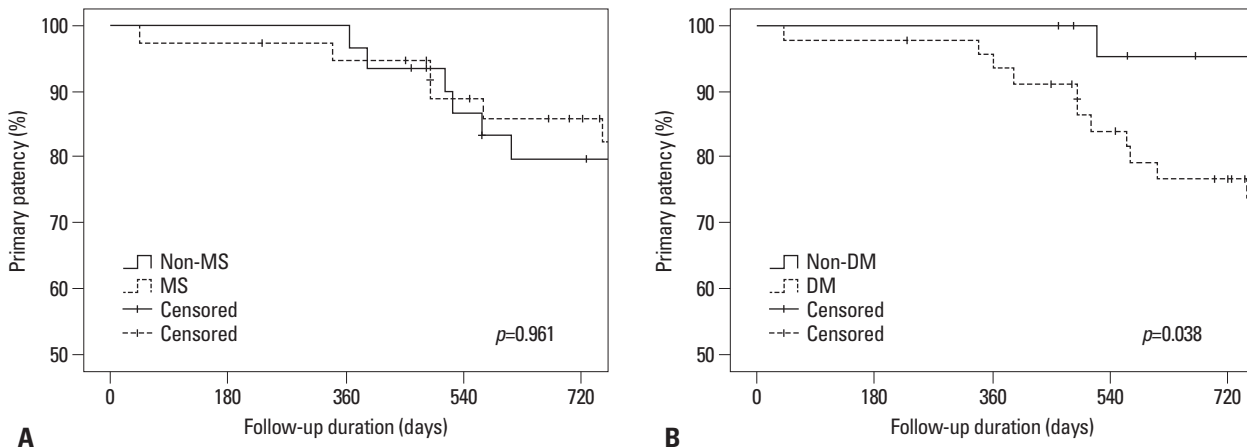 100
90
80
70
60
50
Primary patency (%)
Non-MS
MS
Censored
Censored
p=0.961
0 180 360 540 720
Follow-up duration (days)
A
100
90
80
70
60
50
Primary patency (%)
Non-DM
DM
Censored
Censored
p=0.038
0 180 360 540 720
Follow-up duration (days)
B